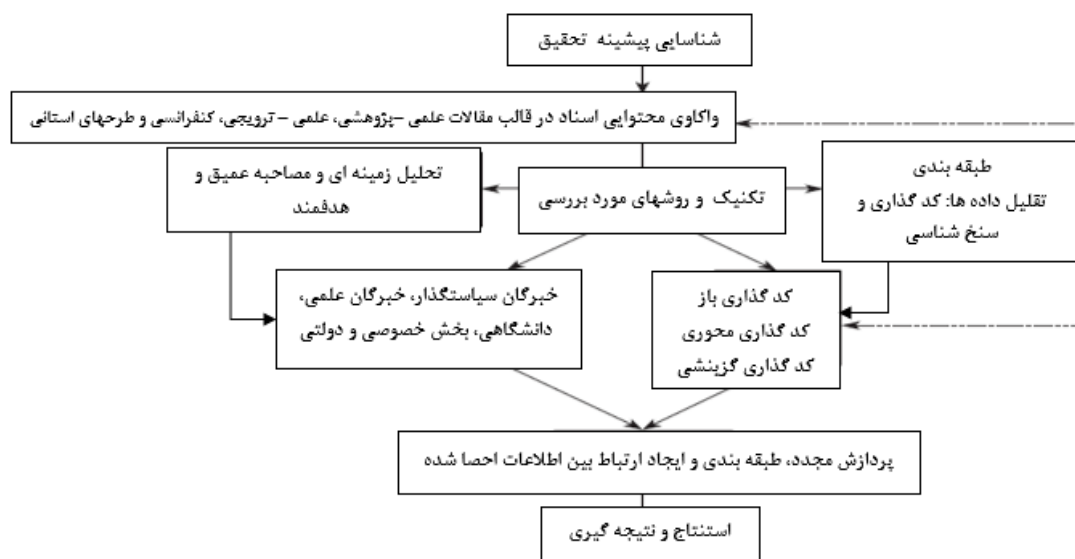 شناسایی پیشینه تحقیق
واکاوی محتوایی اسناد در قالب مقالات علمی –پژوهشی، علمی – ترویجی، کنفرانسی و طرحهای استانی
طبقه بندی
تقلیل داده ها: کد گذاری و
سنخ شناسی
تکنیک و روشهای مورد بررسی
تحلیل زمینه ای و مصاحبه عمیق و
هدفمند
کد گذاری باز
کد گذاری محوری
کد گذاری گزینشی
خبرگان سیاستگذار، خبرگان علمی،
دانشگاهی، بخش خصوصی و دولتی
پردازش مجدد، طبقه بندی و ایجاد ارتباط بین اطلاعات احصا شده
استنتاج و نتیجه گیری